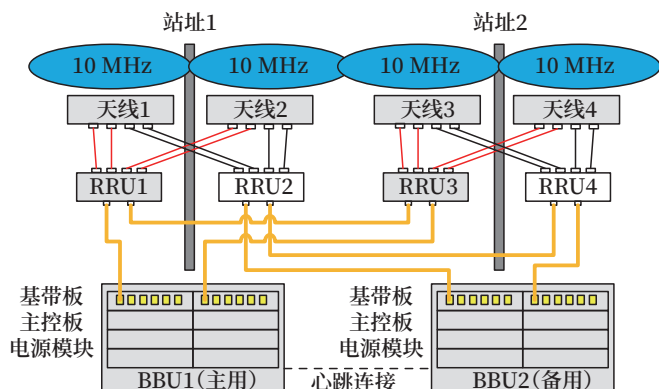 站址1 站址2
10 MHz 10 MHz 10 MHz 10 MHz
天线1 天线2 天线3 天线4
RRU1 RRU2 RRU3 RRU4
基带板 基带板
主控板 主控板
电源模块 电源模块
BBU1(主用) 心跳连接 BBU2(备用)